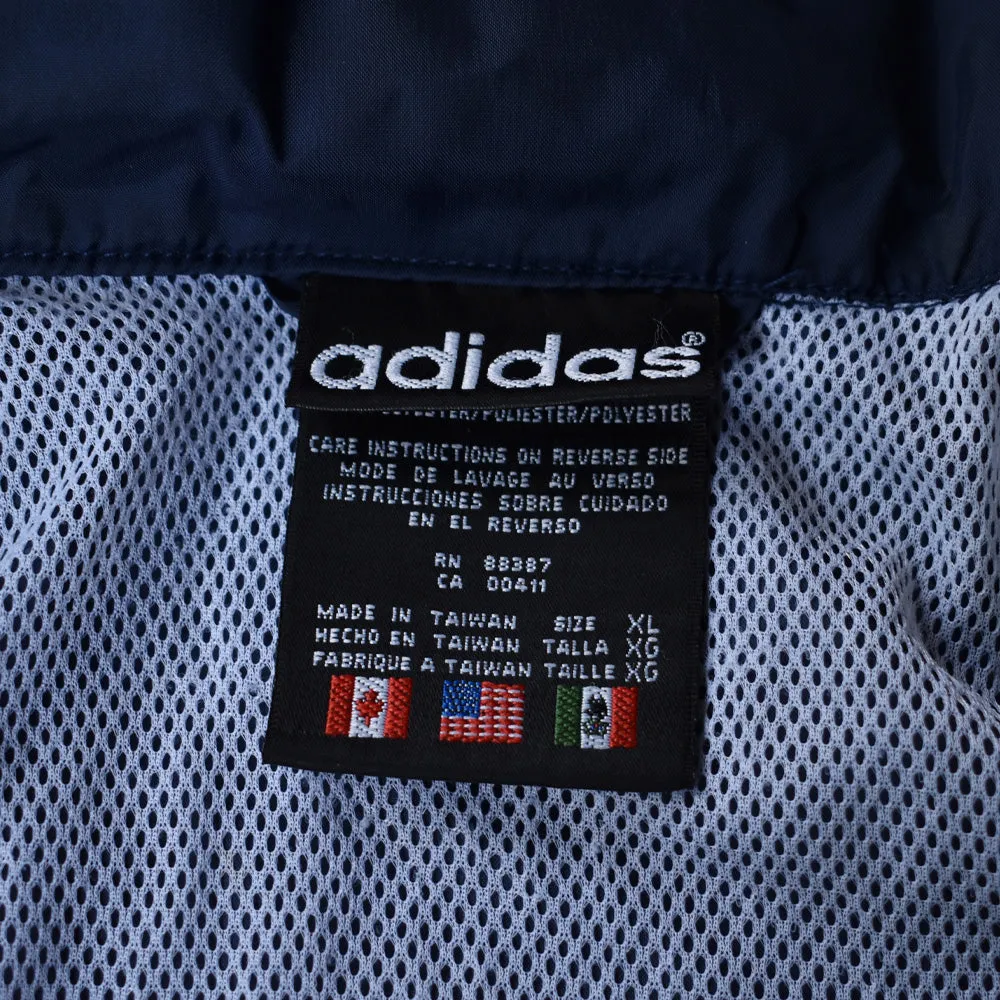 adidas®
/POLIESTER/POLYESTER
CARE INSTRUCTIONS ON REVERSE SIDE
MODE DE LAVAGE AU VERSO
INSTRUCCIONES SOBRE CUIDADO
EN EL REVERSO
RN 88387
CA 00411
MADE IN TAIWAN SIZE XL
HECHO EN TAIWAN TALLA XG
FABRIQUE A TAIWAN TAILLE XG